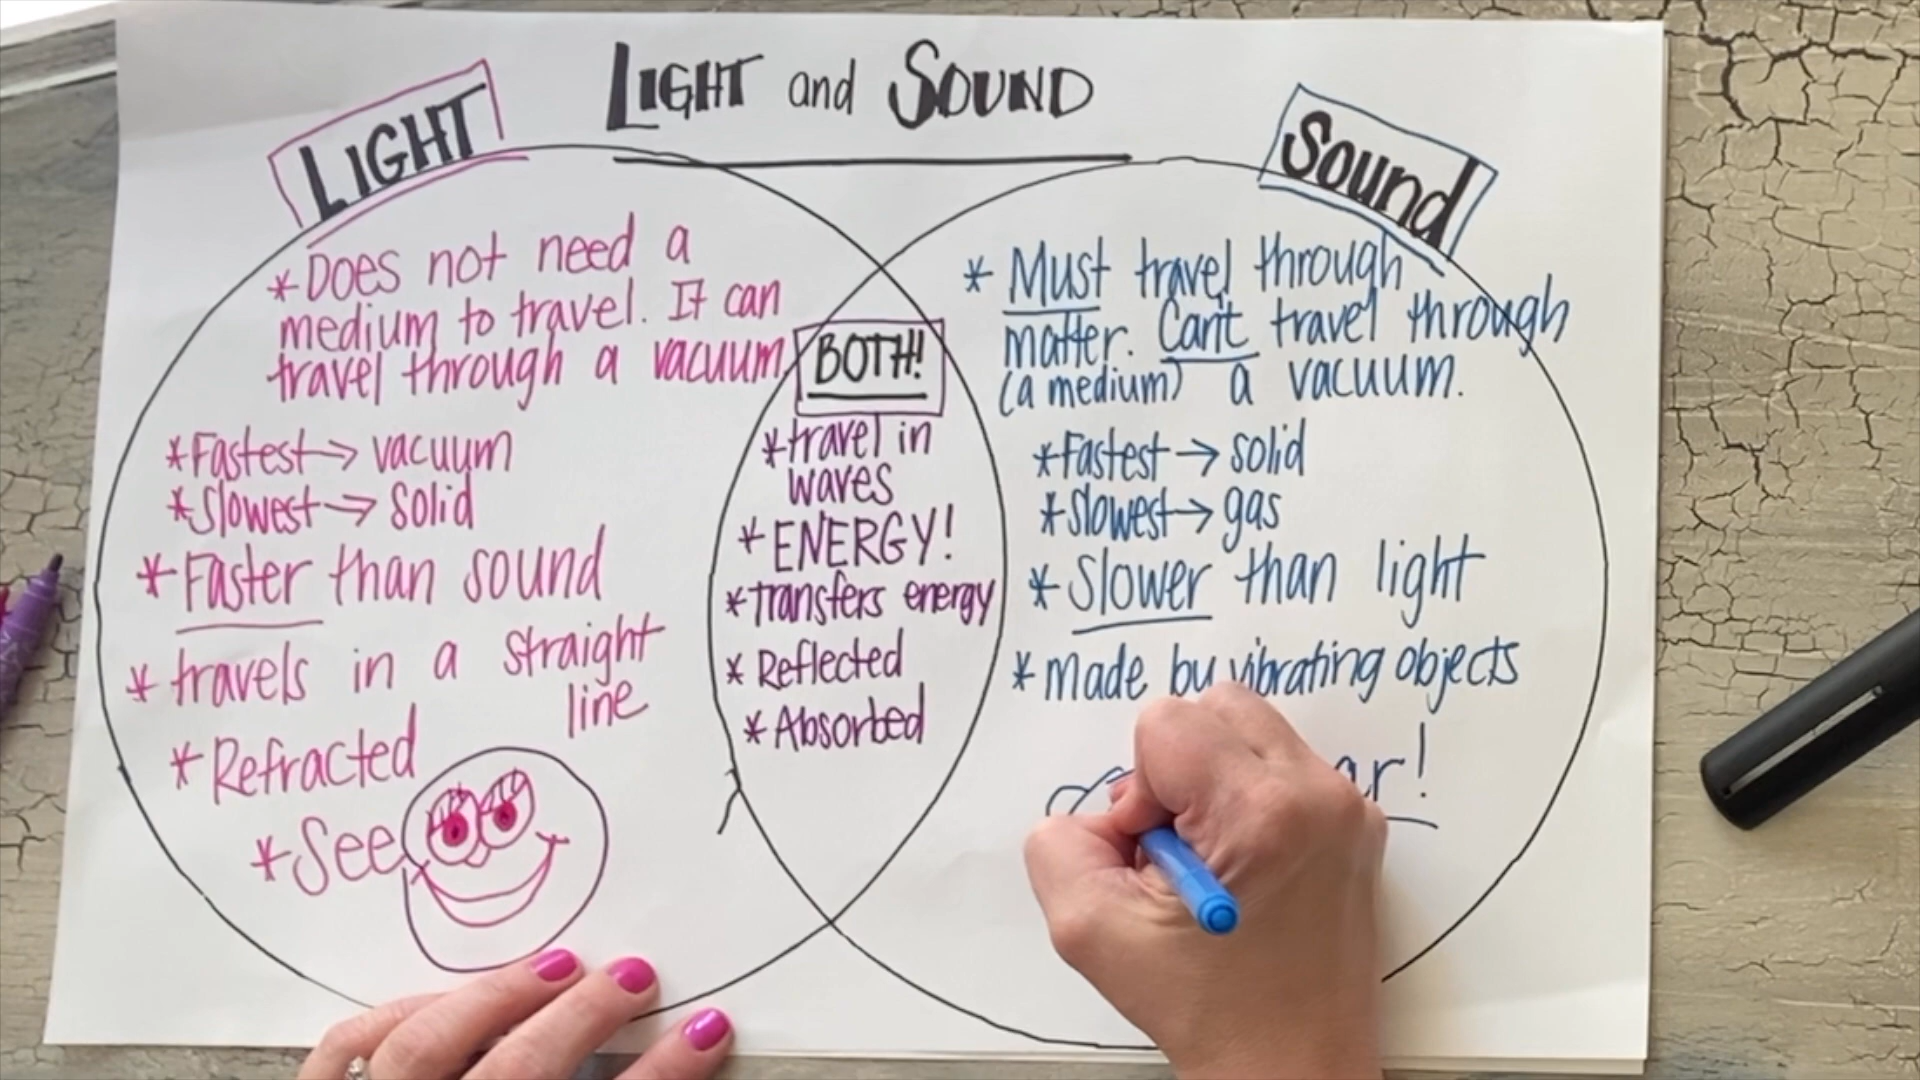 LIGHT and SOUND
LIGHT
*Does not need a
medium to travel. It can
travel through a vacuum.
*Fastest→ vacuum
*Slowest→ Solid
*Faster than sound
*travels in a straight
line
*Refracted
*See
BOTH!
*travel in
waves
*ENERGY!
*Transfers energy
*Reflected
*Absorbed
Sound
*Must travel through
matter. Can't travel through
(a medium) a vacuum.
*Fastest→ solid
*Slowest→ gas
*Slower than light
*Made by vibrating objects